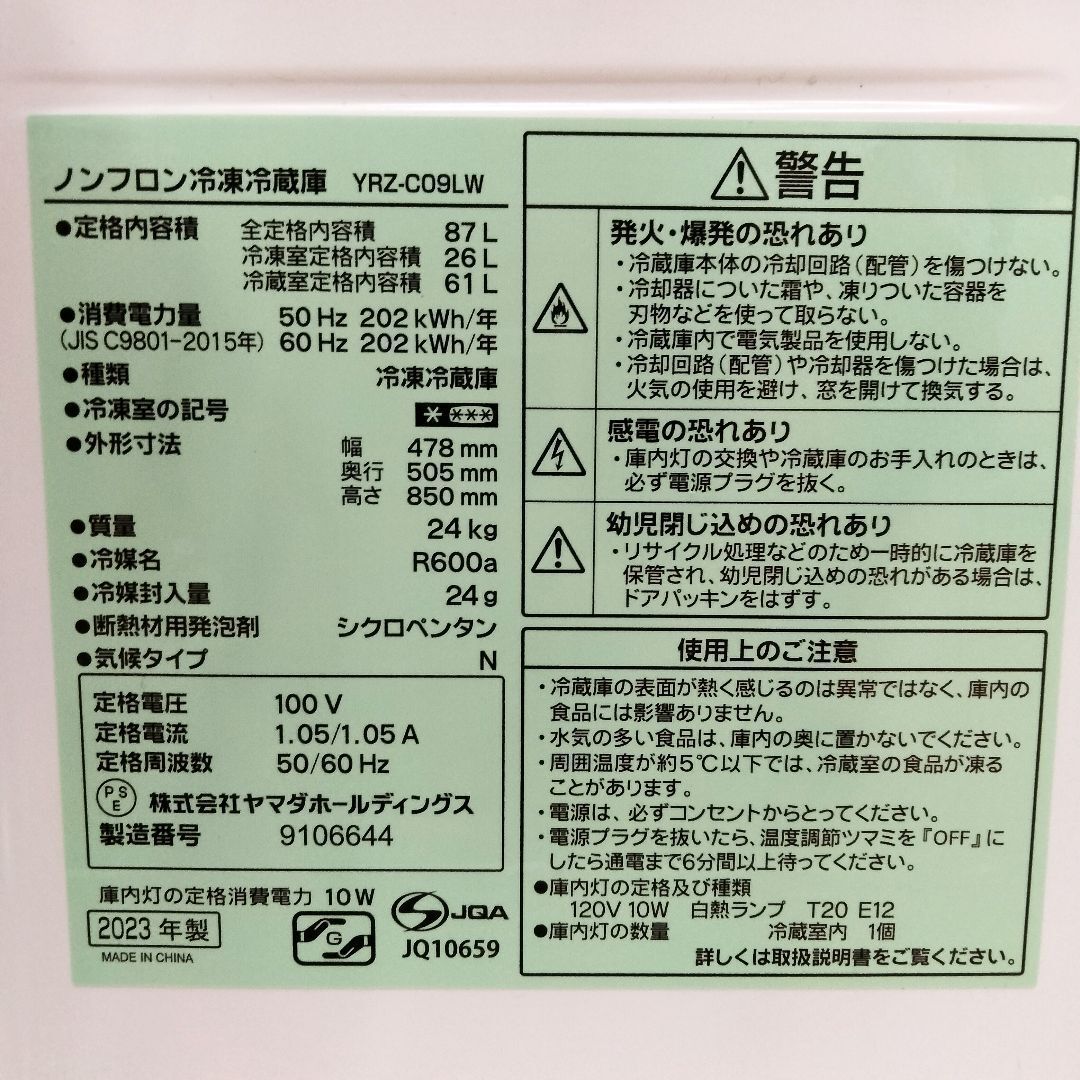 ノンフロン冷凍冷蔵庫 YRZ-C09LW
●定格内容積 全定格内容積 87 L
冷凍室定格内容積 26 L
冷蔵室定格内容積 61 L
●消費電力量 50 Hz 202 kWh/年
(JIS C9801-2015年) 60 Hz 202 kWh/年
●種類 冷凍冷蔵庫
●冷凍室の記号 * ***
●外形寸法 幅 478 mm
奥行 505 mm
高さ 850 mm
●質量 24 kg
●冷媒名 R600a
●冷媒封入量 24 g
●断熱材用発泡剤 シクロペンタン
●気候タイプ N
定格電圧 100 V
定格電流 1.05/1.05 A
定格周波数 50/60 Hz
PSE 株式会社ヤマダホールディングス
製造番号 9106644
庫内灯の定格消費電力 10 W
2023 年製
MADE IN CHINA
G
JQA
JQ10659
警告
発火・爆発の恐れあり
・冷蔵庫本体の冷却回路(配管)を傷つけない。
・冷却器についた霜や、凍りついた容器を
刃物などを使って取らない。
・冷蔵庫内で電気製品を使用しない。
・冷却回路(配管)や冷却器を傷つけた場合は、
火気の使用を避け、窓を開けて換気する。
感電の恐れあり
・庫内灯の交換や冷蔵庫のお手入れのときは、
必ず電源プラグを抜く。
幼児閉じ込めの恐れあり
・リサイクル処理などのため一時的に冷蔵庫を
保管され、幼児閉じ込めの恐れがある場合は、
ドアパッキンをはずす。
使用上のご注意
・冷蔵庫の表面が熱く感じるのは異常ではなく、庫内の
食品には影響ありません。
・水気の多い食品は、庫内の奥に置かないでください。
・周囲温度が約5℃以下では、冷蔵室の食品が凍る
ことがあります。
・電源は、必ずコンセントからとってください。
・電源プラグを抜いたら、温度調節ツマミを『OFF』に
したら通電まで6分間以上待ってください。
●庫内灯の定格及び種類
120V 10W 白熱ランプ T20 E12
●庫内灯の数量 冷蔵室内 1個
詳しくは取扱説明書をご覧ください。